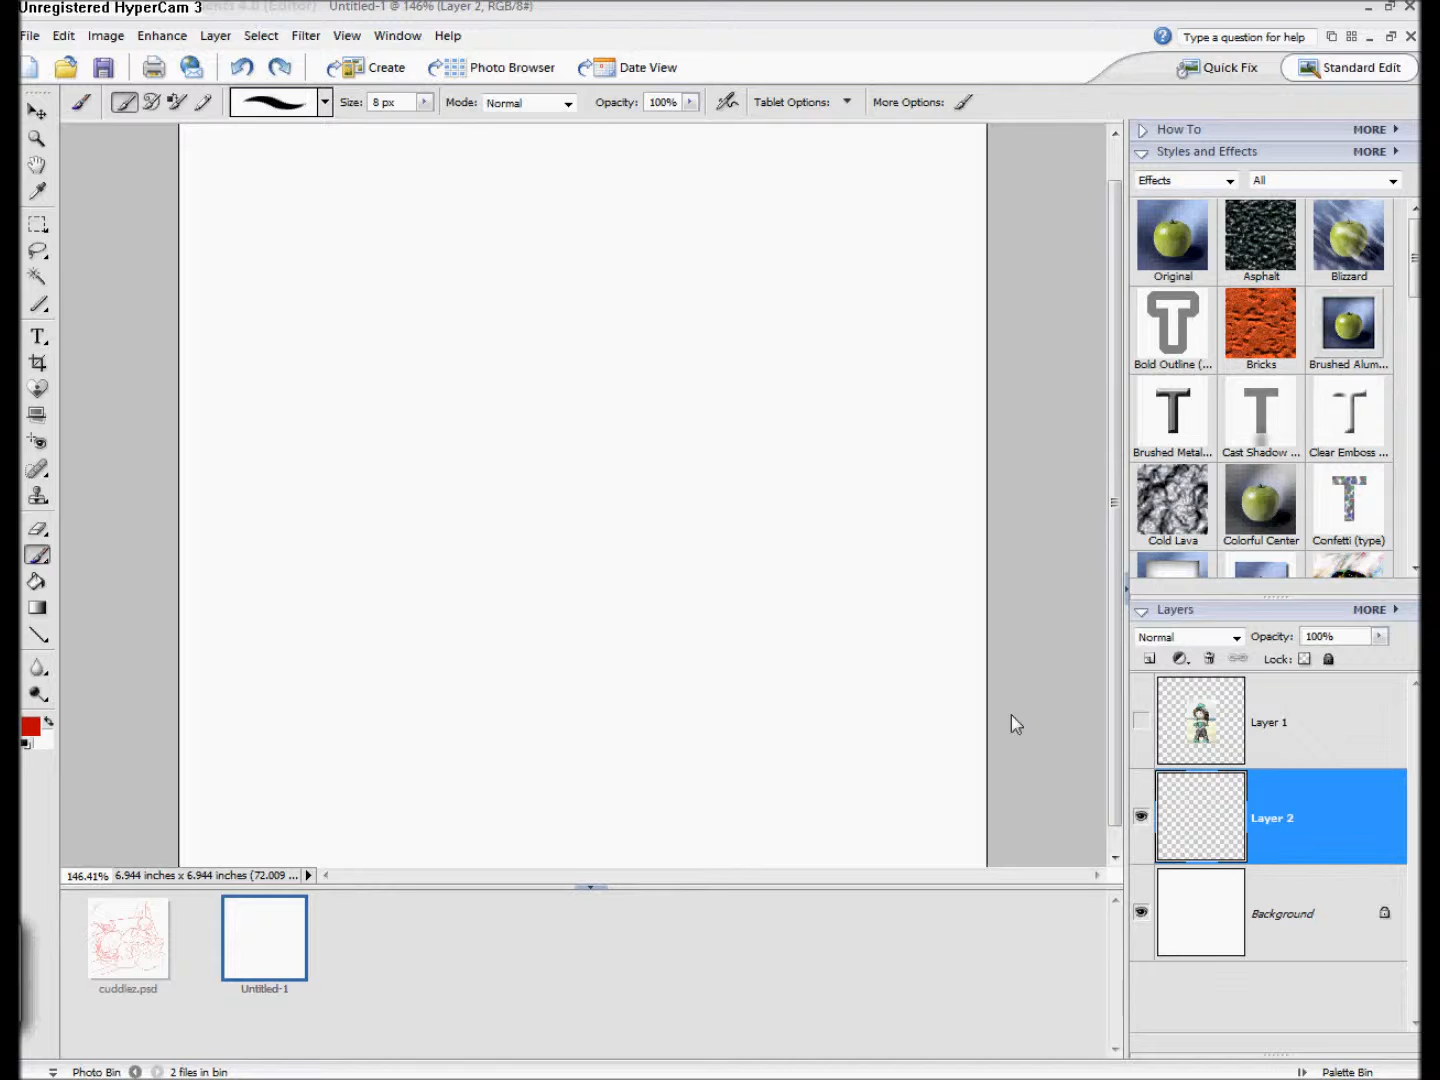 Unregistered HyperCam 3
ents 4.0 (Editor) Untitled-1 @ 146% (Layer 2, RGB/8#)
File Edit Image Enhance Layer Select Filter View Window Help
Type a question for help
Create Photo Browser Date View Quick Fix Standard Edit
Size: 8 px Mode: Normal Opacity: 100% Tablet Options: More Options:
How To MORE
Styles and Effects MORE
Effects All
Original Asphalt Blizzard
T
Bold Outline (... Bricks Brushed Alum...
T T T
Brushed Metal... Cast Shadow ... Clear Emboss ...
T
Cold Lava Colorful Center Confetti (type)
Layers MORE
Normal Opacity: 100%
Lock:
Layer 1
Layer 2
Background
146.41% 6.944 inches x 6.944 inches (72.009 ...
cuddlez.psd Untitled-1
Photo Bin 2 files in bin Palette Bin